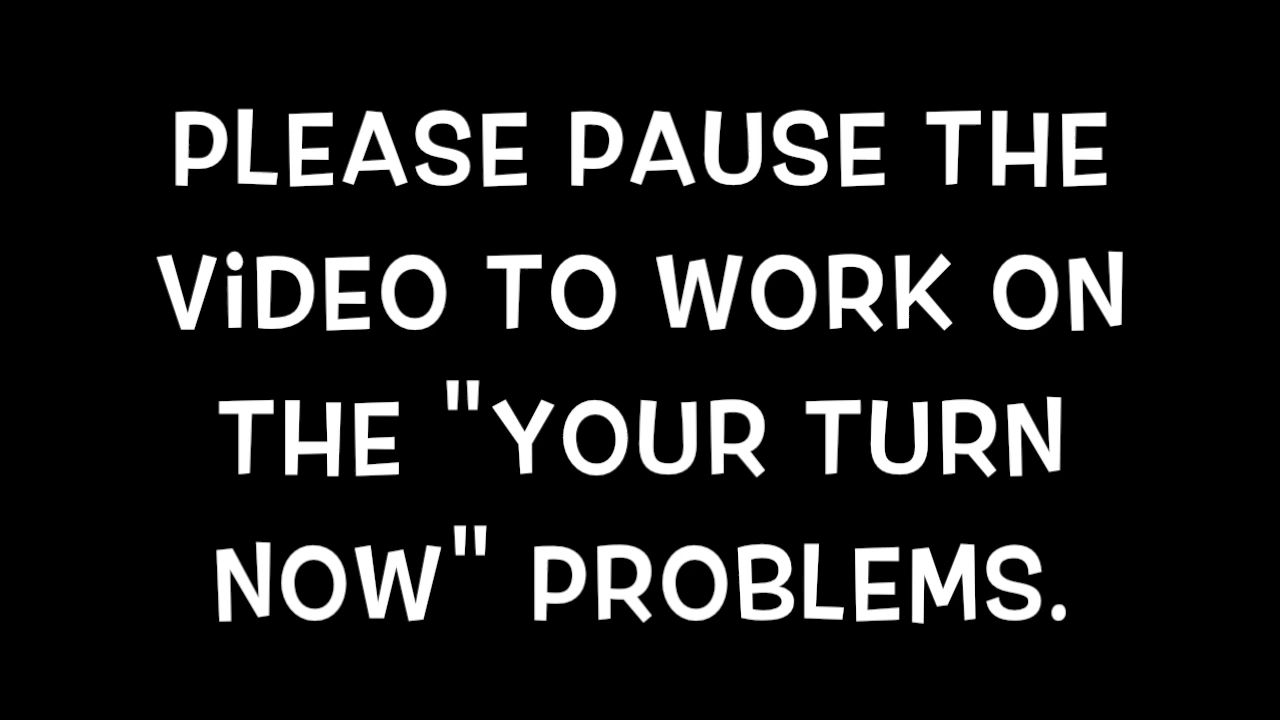 PLEASE PAUSE THE
ViDEO TO WORK ON
THE "YOUR TURN
NOW" PROBLEMS.